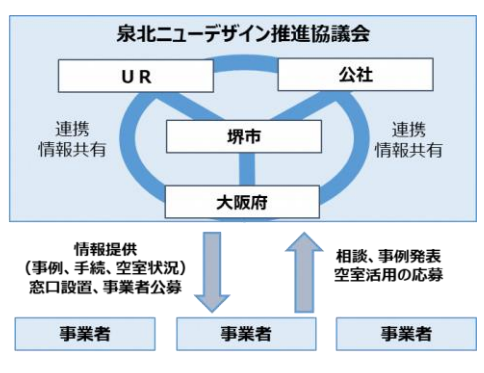 泉北ニューデザイン推進協議会
UR
公社
連携
情報共有
堺市
連携
情報共有
大阪府
情報提供
（事例、手続、空室状況）
窓口設置、事業者公募
相談、事例発表
空室活用の応募
事業者
事業者
事業者